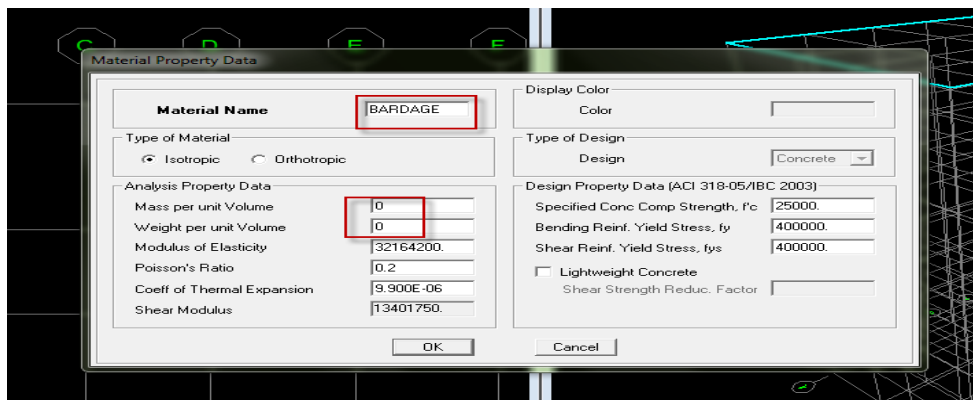 C D E F
Material Property Data
Material Name BARDAGE
Display Color
Color
Type of Material
Isotropic Orthotropic
Type of Design
Design Concrete
Analysis Property Data
Mass per unit Volume 0
Weight per unit Volume 0
Modulus of Elasticity 32164200.
Poisson's Ratio 0.2
Coeff of Thermal Expansion 9.900E-06
Shear Modulus 13401750.
Design Property Data (ACI 318-05/IBC 2003)
Specified Conc Comp Strength, f'c 25000.
Bending Reinf. Yield Stress, fy 400000.
Shear Reinf. Yield Stress, fys 400000.
Lightweight Concrete
Shear Strength Reduc. Factor
OK Cancel